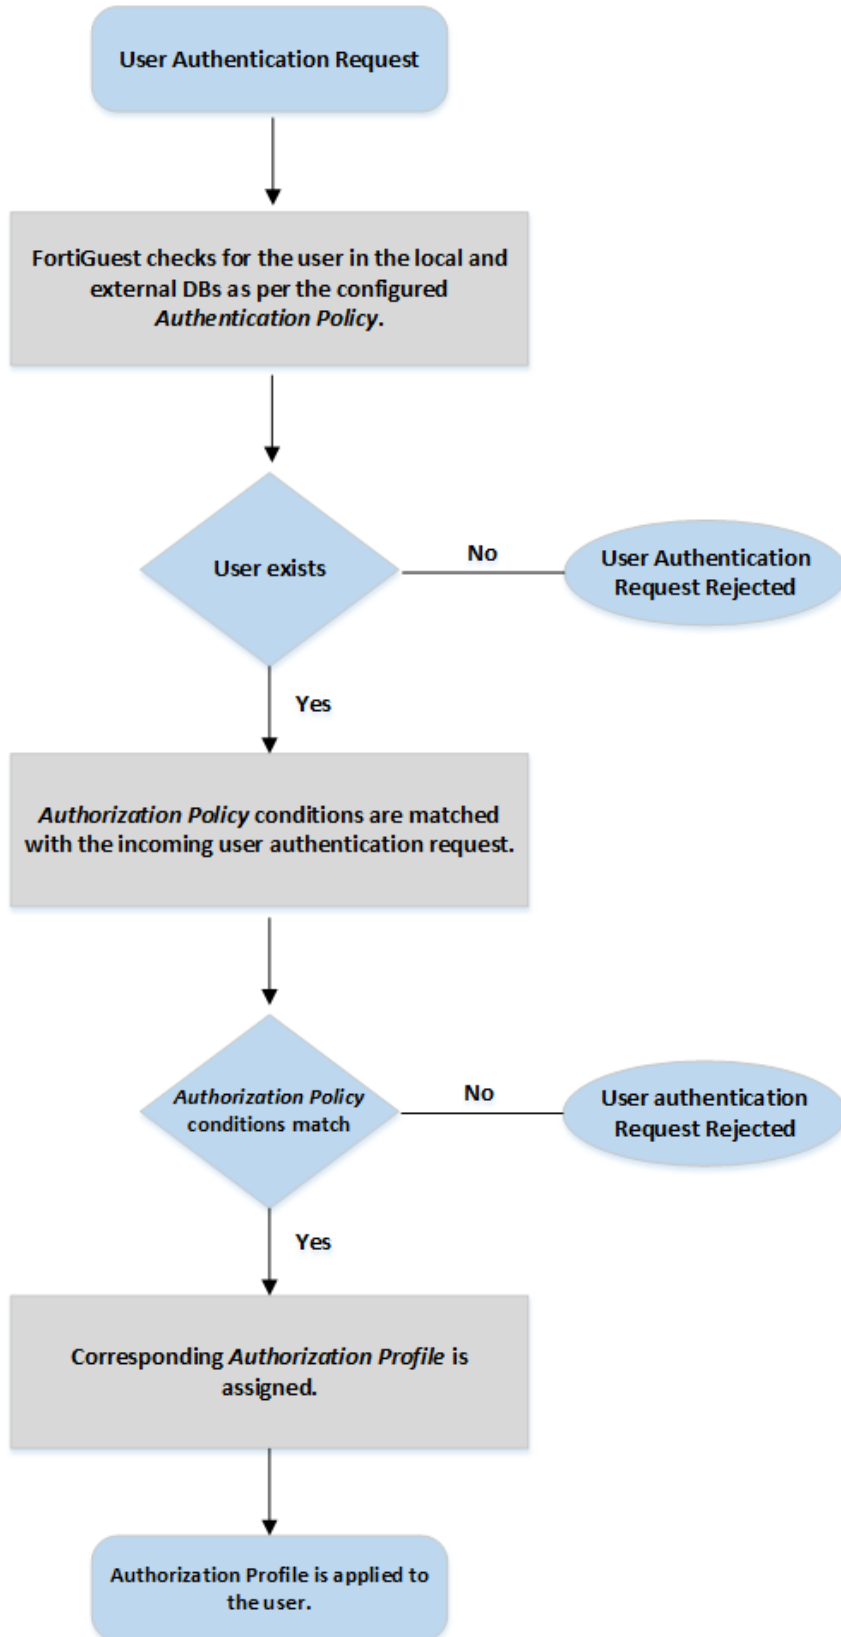 User Authentication Request
FortiGuest checks for the user in the local and
external DBs as per the configured
Authentication Policy.
User exists
No
User Authentication
Request Rejected
Yes
Authorization Policy conditions are matched
with the incoming user authentication request.
Authorization Policy
conditions match
No
User authentication
Request Rejected
Yes
Corresponding Authorization Profile is
assigned.
Authorization Profile is applied to
the user.